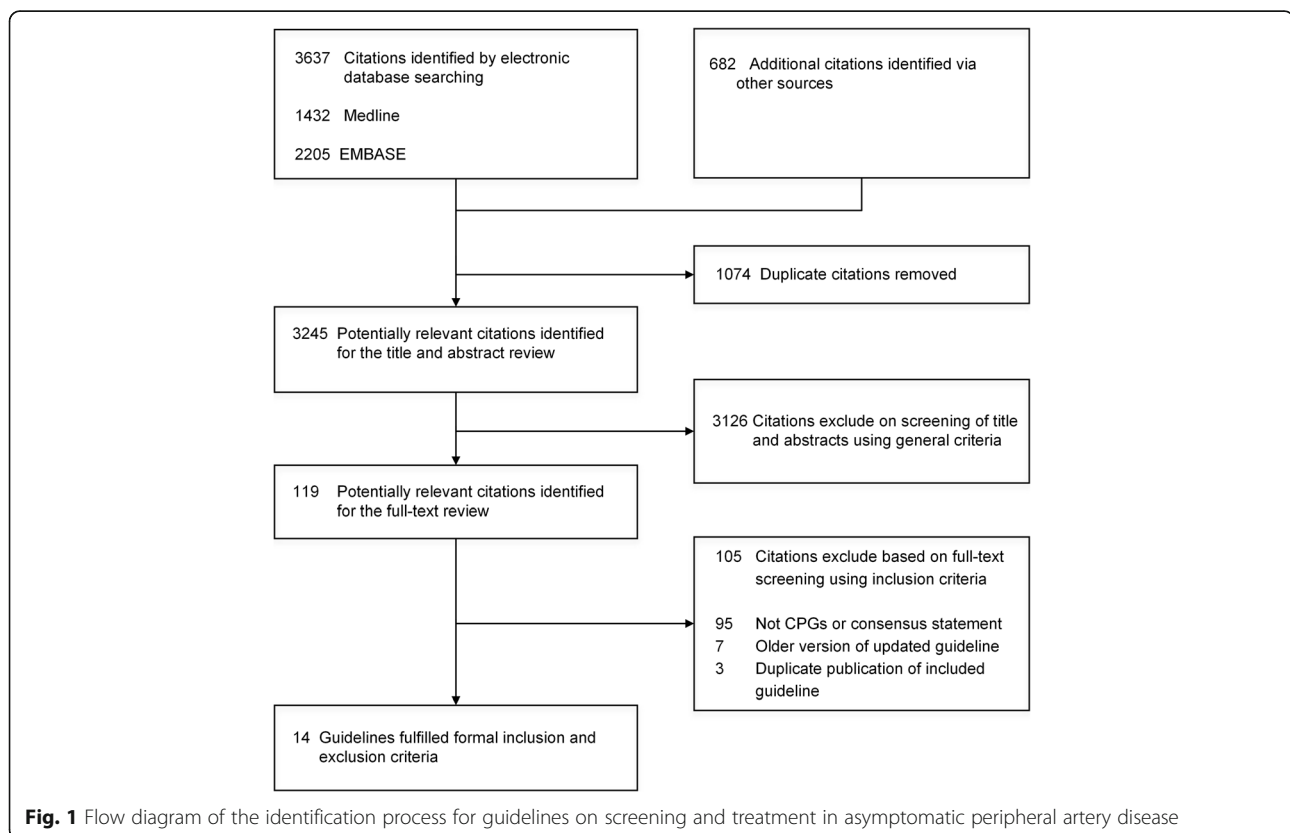 3637 Citations identified by electronic
database searching
1432 Medline
2205 EMBASE
682 Additional citations identified via
other sources
1074 Duplicate citations removed
3245 Potentially relevant citations identified
for the title and abstract review
3126 Citations exclude on screening of title
and abstracts using general criteria
119 Potentially relevant citations identified
for the full-text review
105 Citations exclude based on full-text
screening using inclusion criteria
95 Not CPGs or consensus statement
7 Older version of updated guideline
3 Duplicate publication of included
guideline
14 Guidelines fulfilled formal inclusion and
exclusion criteria
Fig. 1 Flow diagram of the identification process for guidelines on screening and treatment in asymptomatic peripheral artery disease